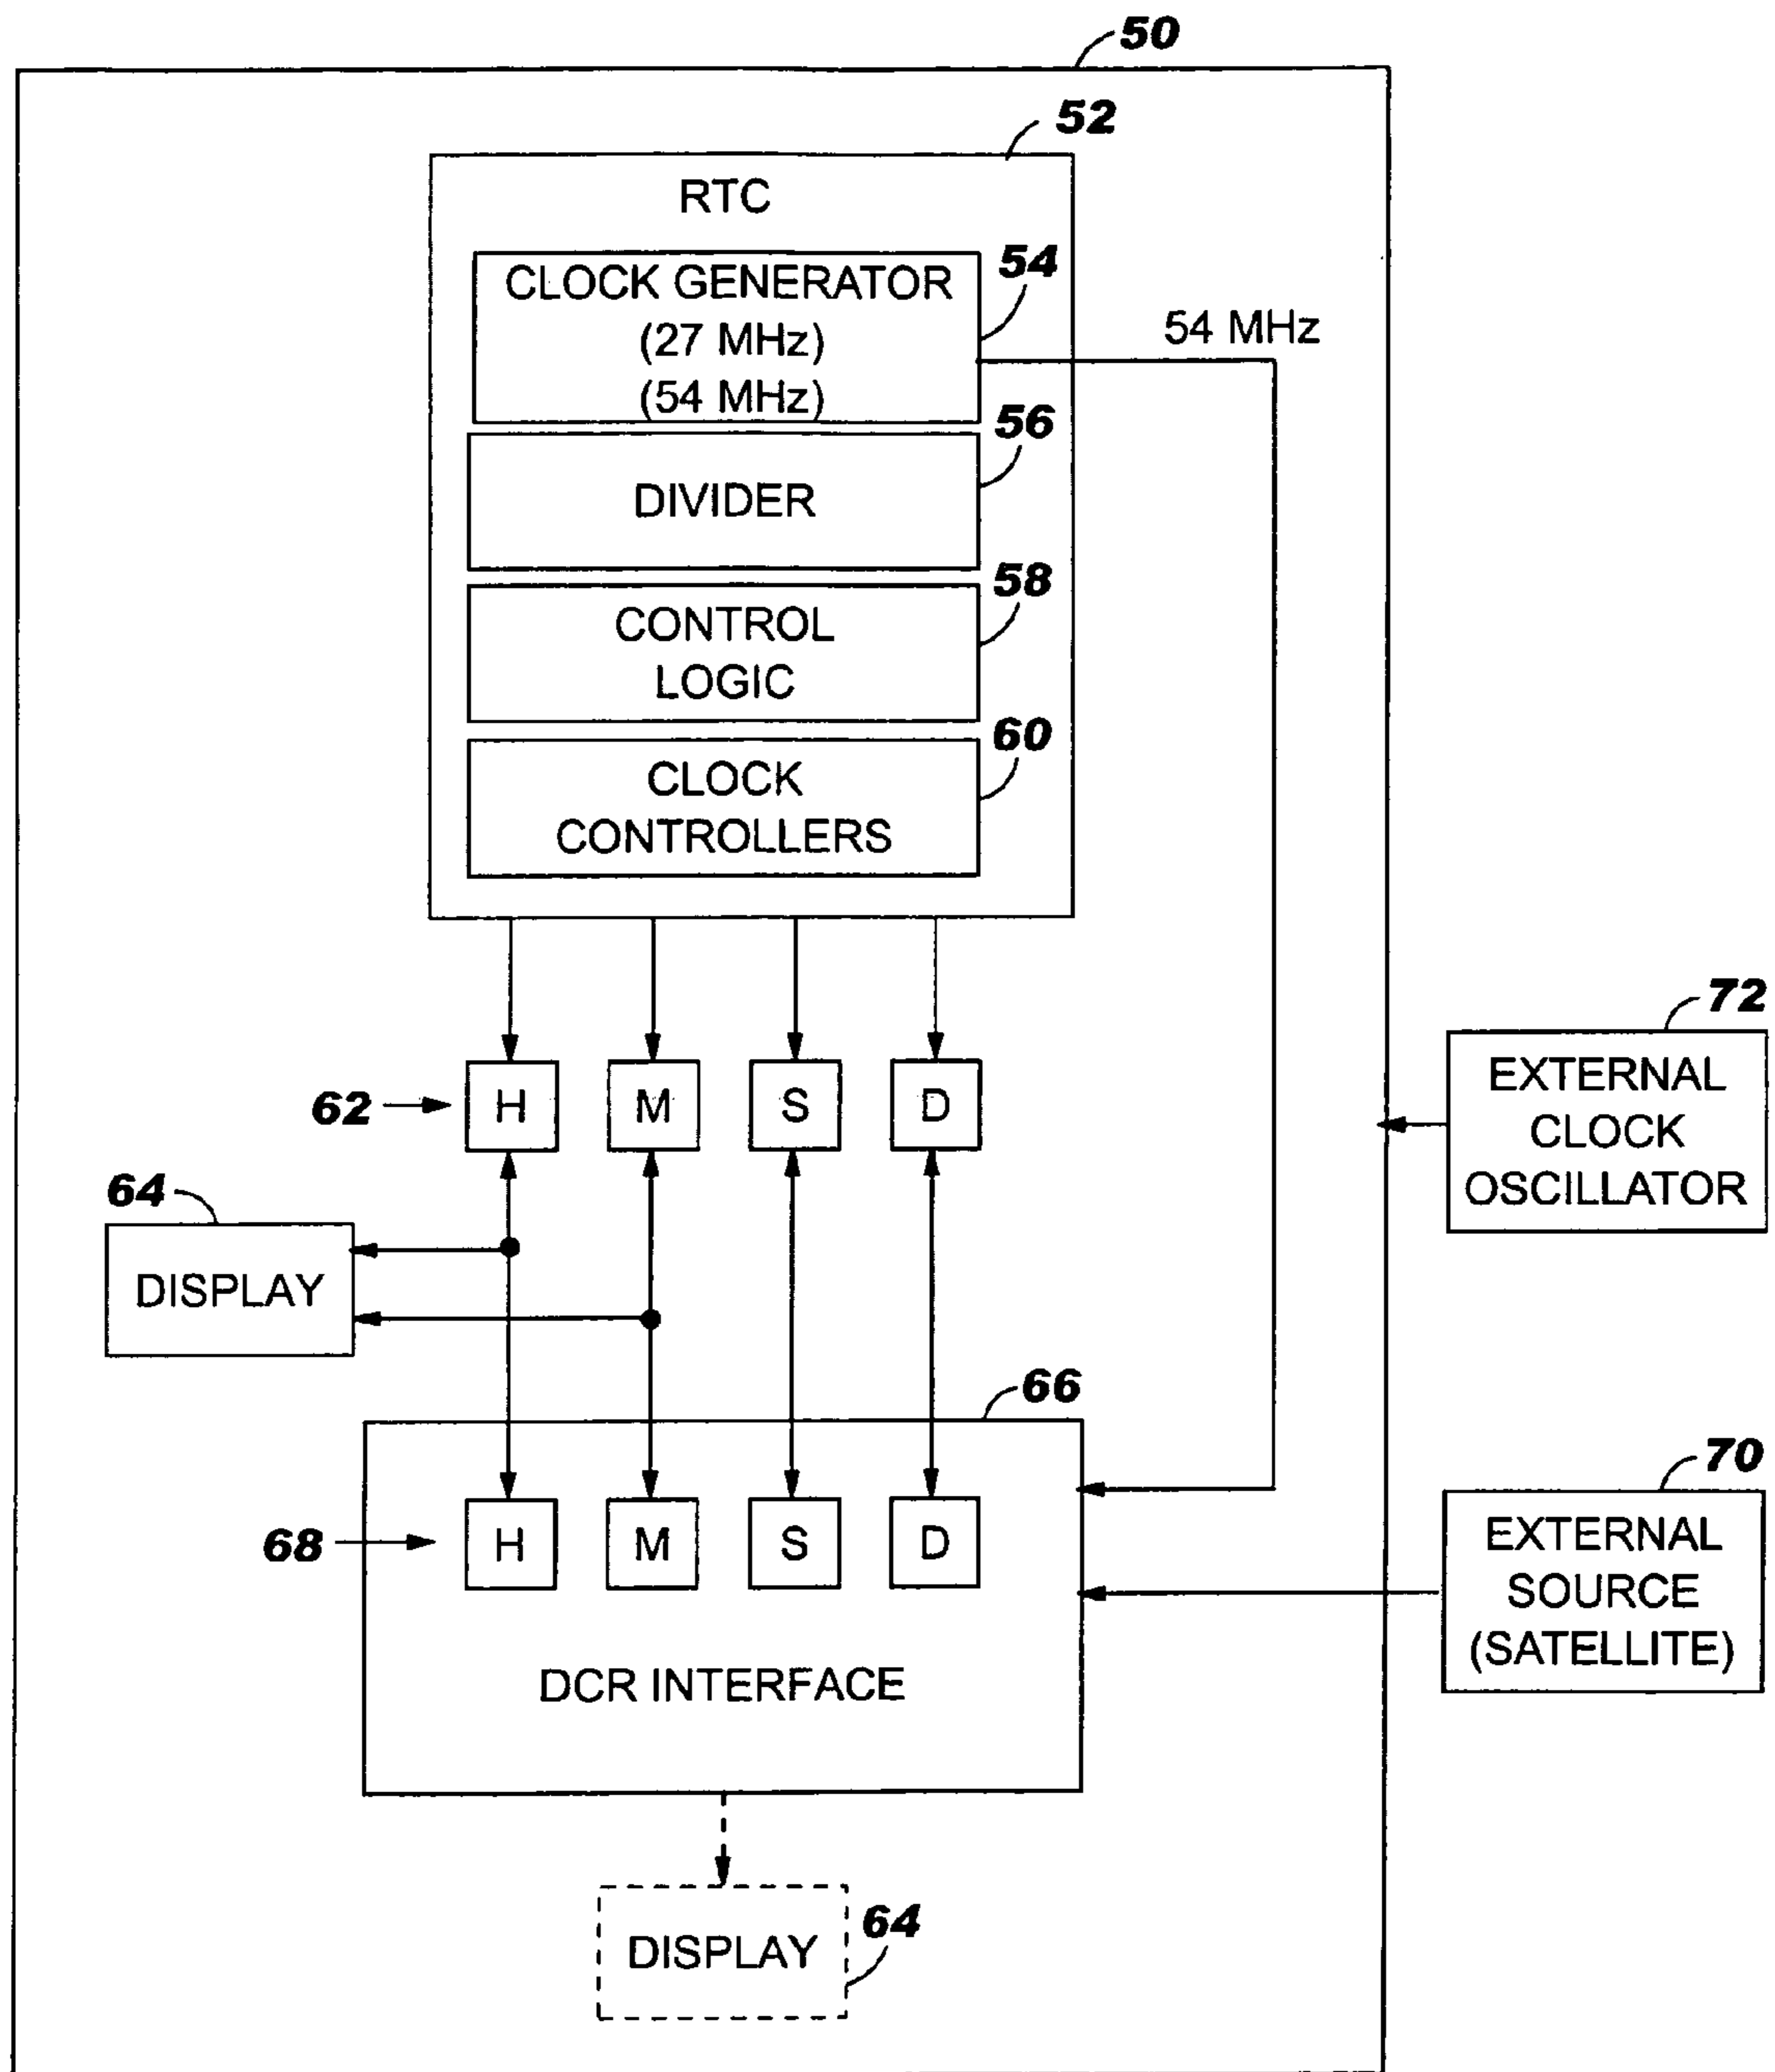 50
52
RTC
CLOCK GENERATOR
(27 MHz)
(54 MHz)
54
54 MHz
56
DIVIDER
58
CONTROL
LOGIC
60
CLOCK
CONTROLLERS
72
EXTERNAL
CLOCK
OSCILLATOR
62
H
M
S
D
64
DISPLAY
66
70
EXTERNAL
SOURCE
(SATELLITE)
68
H
M
S
D
DCR INTERFACE
DISPLAY
64